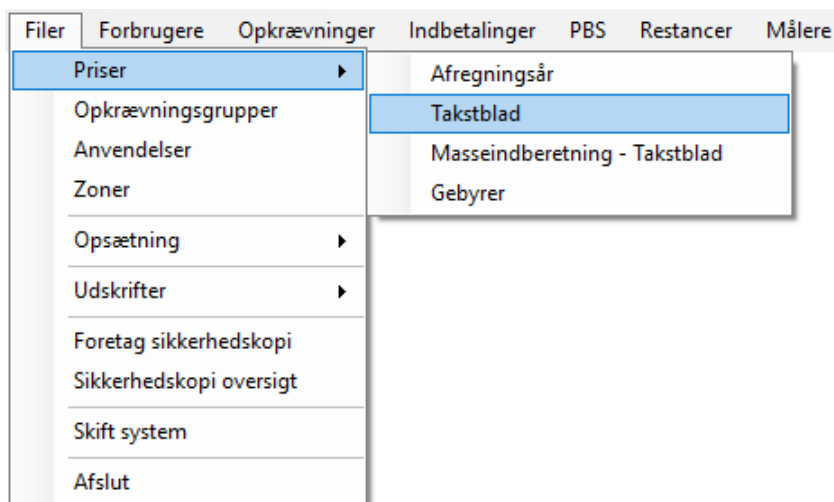 Filer Forbrugere Opkrævninger Indbetalinger PBS Restancer Målere
Priser
Opkrævningsgrupper
Anvendelser
Zoner
Opsætning
Udskrifter
Foretag sikkerhedskopi
Sikkerhedskopi oversigt
Skift system
Afslut
Afregningsår
Takstblad
Masseindberetning - Takstblad
Gebyrer